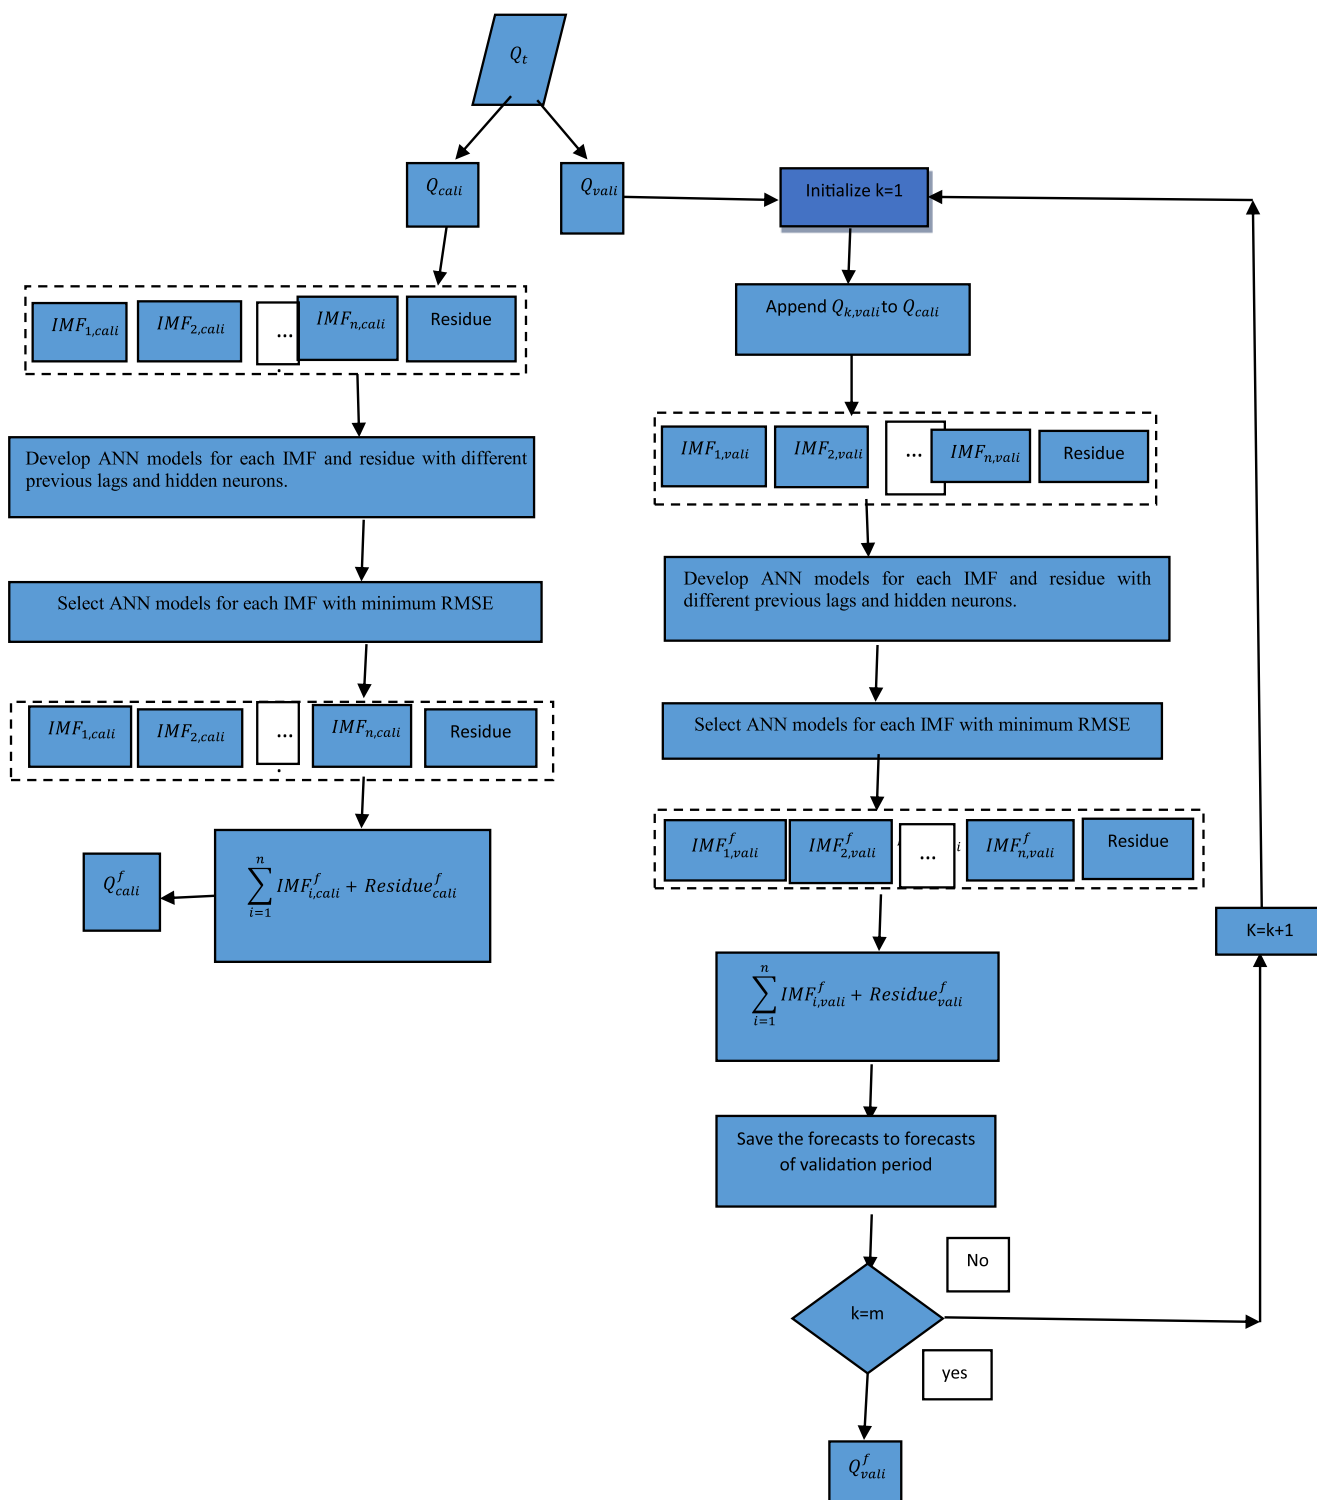 Q_t
Q_cali
Q_vali
Initialize k=1
IMF_1,cali IMF_2,cali ... IMF_n,cali Residue
Append Q_k,vali to Q_cali
IMF_1,vali IMF_2,vali ... IMF_n,vali Residue
Develop ANN models for each IMF and residue with different
previous lags and hidden neurons.
Select ANN models for each IMF with minimum RMSE
Develop ANN models for each IMF and residue with
different previous lags and hidden neurons.
IMF_1,cali IMF_2,cali ... IMF_n,cali Residue
Select ANN models for each IMF with minimum RMSE
IMF^f_1,vali IMF^f_2,vali ... i IMF^f_n,vali Residue
Q^f_cali
∑_{i=1}^{n} IMF^f_i,cali + Residue^f_cali
K=k+1
∑_{i=1}^{n} IMF^f_i,vali + Residue^f_vali
Save the forecasts to forecasts
of validation period
No
k=m
yes
Q^f_vali